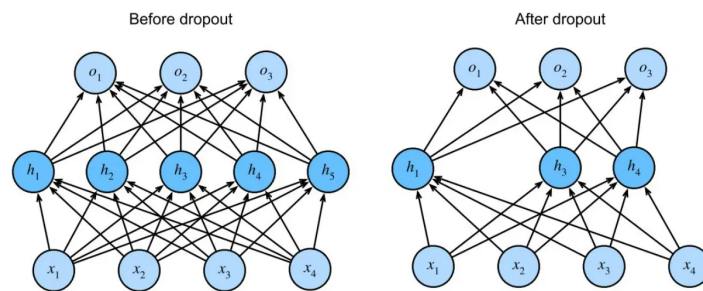 Before dropout After dropout
o1 o2 o3 o1 o2 o3
h1 h2 h3 h4 h5 h1 h3 h4
x1 x2 x3 x4 x1 x2 x3 x4